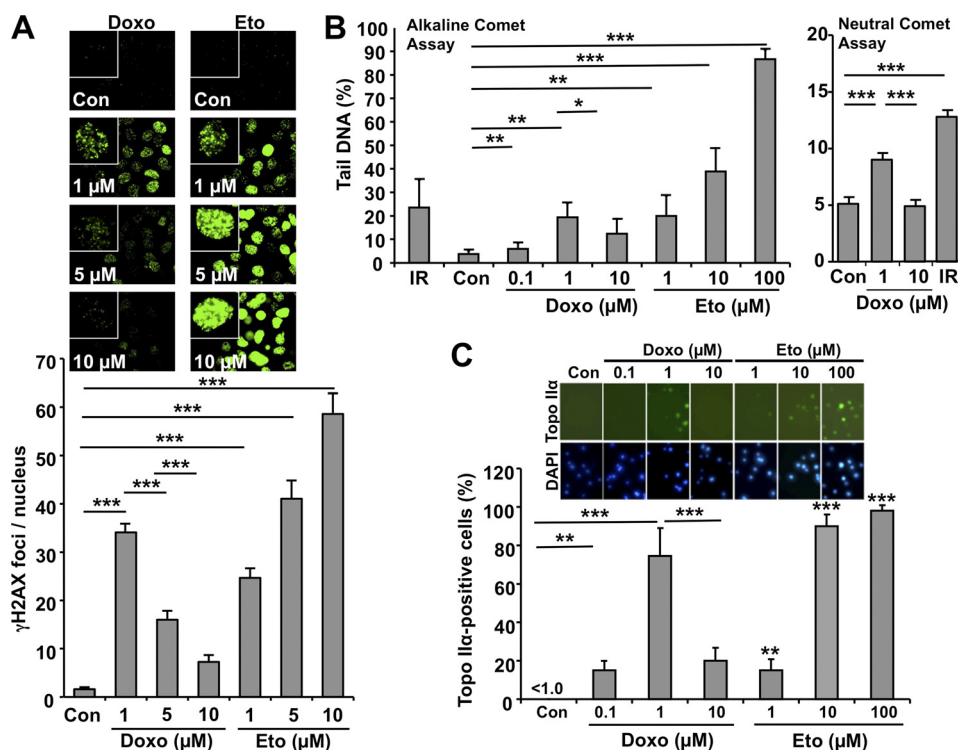 A
Doxo Eto
Con Con
1 µM 1 µM
5 µM 5 µM
10 µM 10 µM
γH2AX foci / nucleus
70
60
50
40
30
20
10
0
***
***
***
***
***
***
Con 1 5 10 1 5 10
Doxo (µM) Eto (µM)
B
Alkaline Comet
Assay
Tail DNA (%)
100
90
80
70
60
50
40
30
20
10
0
***
***
**
*
**
**
IR Con 0.1 1 10 1 10 100
Doxo (µM) Eto (µM)
Neutral Comet
Assay
20
15
10
5
0
***
*** ***
Con 1 10 IR
Doxo (µM)
C
Doxo (µM) Eto (µM)
Con 0.1 1 10 1 10 100
Topo IIα
DAPI
Topo IIα-positive cells (%)
120
100
80
60
40
20
0
*** *** *** ***
**
**
<1.0
Con 0.1 1 10 1 10 100
Doxo (µM) Eto (µM)